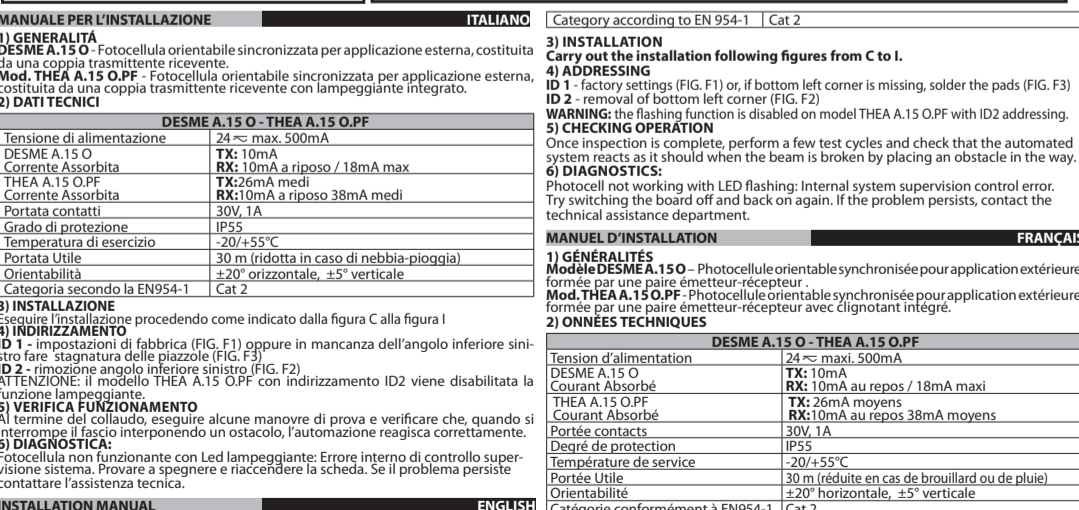 MANUALE PER L'INSTALLAZIONE ITALIANO
1) GENERALITÁ
DESME A.15 O - Fotocellula orientabile sincronizzata per applicazione esterna, costituita
da una coppia trasmittente ricevente.
Mod. THEA A.15 O.PF - Fotocellula orientabile sincronizzata per applicazione esterna,
costituita da una coppia trasmittente ricevente con lampeggiante integrato.
2) DATI TECNICI
DESME A.15 O - THEA A.15 O.PF
Tensione di alimentazione 24 ⏦ max. 500mA
DESME A.15 O TX: 10mA
Corrente Assorbita RX: 10mA a riposo / 18mA max
THEA A.15 O.PF TX:26mA medi
Corrente Assorbita RX:10mA a riposo 38mA medi
Portata contatti 30V, 1A
Grado di protezione IP55
Temperatura di esercizio -20/+55°C
Portata Utile 30 m (ridotta in caso di nebbia-pioggia)
Orientabilità ±20° orizzontale, ±5° verticale
Categoria secondo la EN954-1 Cat 2
3) INSTALLAZIONE
Eseguire l'installazione procedendo come indicato dalla figura C alla figura I
4) INDIRIZZAMENTO
ID 1 - impostazioni di fabbrica (FIG. F1) oppure in mancanza dell'angolo inferiore sini-
stro fare stagnatura delle piazzole (FIG. F3)
ID 2 - rimozione angolo inferiore sinistro (FIG. F2)
ATTENZIONE: il modello THEA A.15 O.PF con indirizzamento ID2 viene disabilitata la
funzione lampeggiante.
5) VERIFICA FUNZIONAMENTO
Al termine del collaudo, eseguire alcune manovre di prova e verificare che, quando si
interrompe il fascio interponendo un ostacolo, l'automazione reagisca correttamente.
6) DIAGNOSTICA:
Fotocellula non funzionante con Led lampeggiante: Errore interno di controllo super-
visione sistema. Provare a spegnere e riaccendere la scheda. Se il problema persiste
contattare l'assistenza tecnica.
INSTALLATION MANUAL ENGLISH
Category according to EN 954-1 Cat 2
3) INSTALLATION
Carry out the installation following figures from C to I.
4) ADDRESSING
ID 1 - factory settings (FIG. F1) or, if bottom left corner is missing, solder the pads (FIG. F3)
ID 2 - removal of bottom left corner (FIG. F2)
WARNING: the flashing function is disabled on model THEA A.15 O.PF with ID2 addressing.
5) CHECKING OPERATION
Once inspection is complete, perform a few test cycles and check that the automated
system reacts as it should when the beam is broken by placing an obstacle in the way.
6) DIAGNOSTICS:
Photocell not working with LED flashing: Internal system supervision control error.
Try switching the board off and back on again. If the problem persists, contact the
technical assistance department.
MANUEL D'INSTALLATION FRANÇAIS
1) GÉNÉRALITÉS
Modèle DESME A.15 O – Photocellule orientable synchronisée pour application extérieure
formée par une paire émetteur-récepteur .
Mod. THEA A.15 O.PF - Photocellule orientable synchronisée pour application extérieure
formée par une paire émetteur-récepteur avec clignotant intégré.
2) ONNÉES TECHNIQUES
DESME A.15 O - THEA A.15 O.PF
Tension d'alimentation 24 ⏦ maxi. 500mA
DESME A.15 O TX: 10mA
Courant Absorbé RX: 10mA au repos / 18mA maxi
THEA A.15 O.PF TX: 26mA moyens
Courant Absorbé RX:10mA au repos 38mA moyens
Portée contacts 30V, 1A
Degré de protection IP55
Température de service -20/+55°C
Portée Utile 30 m (réduite en cas de brouillard ou de pluie)
Orientabilité ±20° horizontale, ±5° verticale
Catégorie conformément à EN954-1 Cat 2